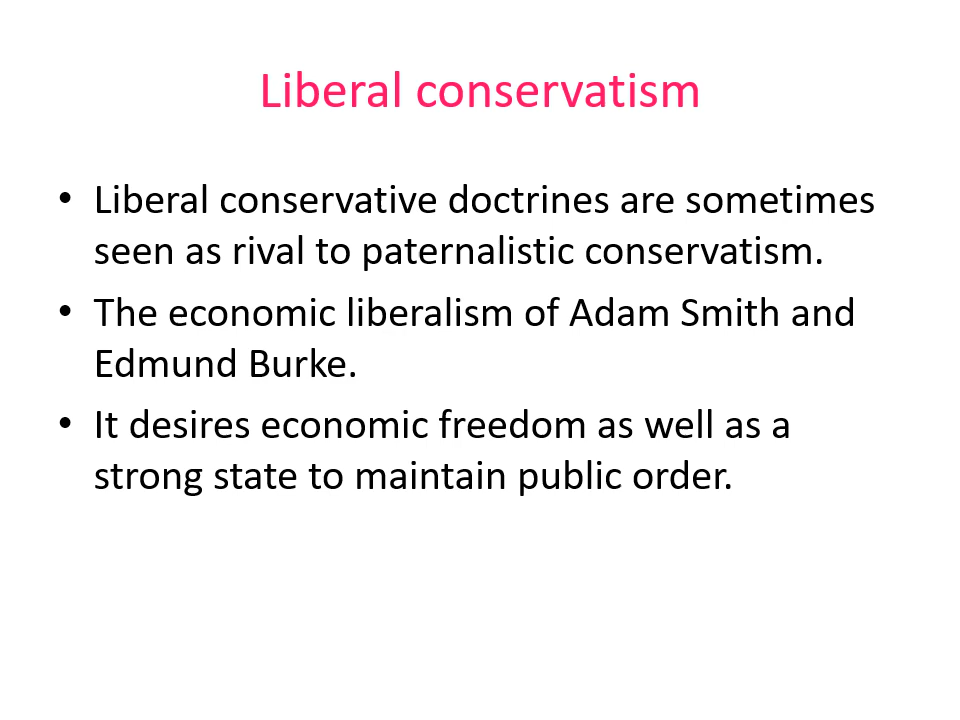 Liberal conservatism
• Liberal conservative doctrines are sometimes
seen as rival to paternalistic conservatism.
• The economic liberalism of Adam Smith and
Edmund Burke.
• It desires economic freedom as well as a
strong state to maintain public order.